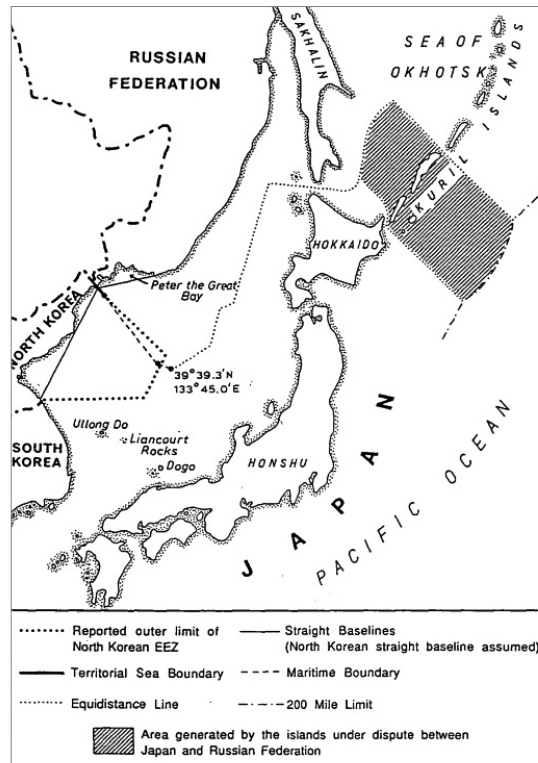 RUSSIAN
FEDERATION
SAKHALIN
SEA OF
OKHOTSK
KURIL ISLANDS
HOKKAIDO
Peter the Great
Bay
NORTH KOREA
39° 39.3'N
133° 45.0'E
Ullong Do
Liancourt
Rocks
Dogo
SOUTH
KOREA
HONSHU
JAPAN
PACIFIC OCEAN
Reported outer limit of
North Korean EEZ
Straight Baselines
(North Korean straight baseline assumed)
Territorial Sea Boundary
Maritime Boundary
Equidistance Line
200 Mile Limit
Area generated by the islands under dispute between
Japan and Russian Federation